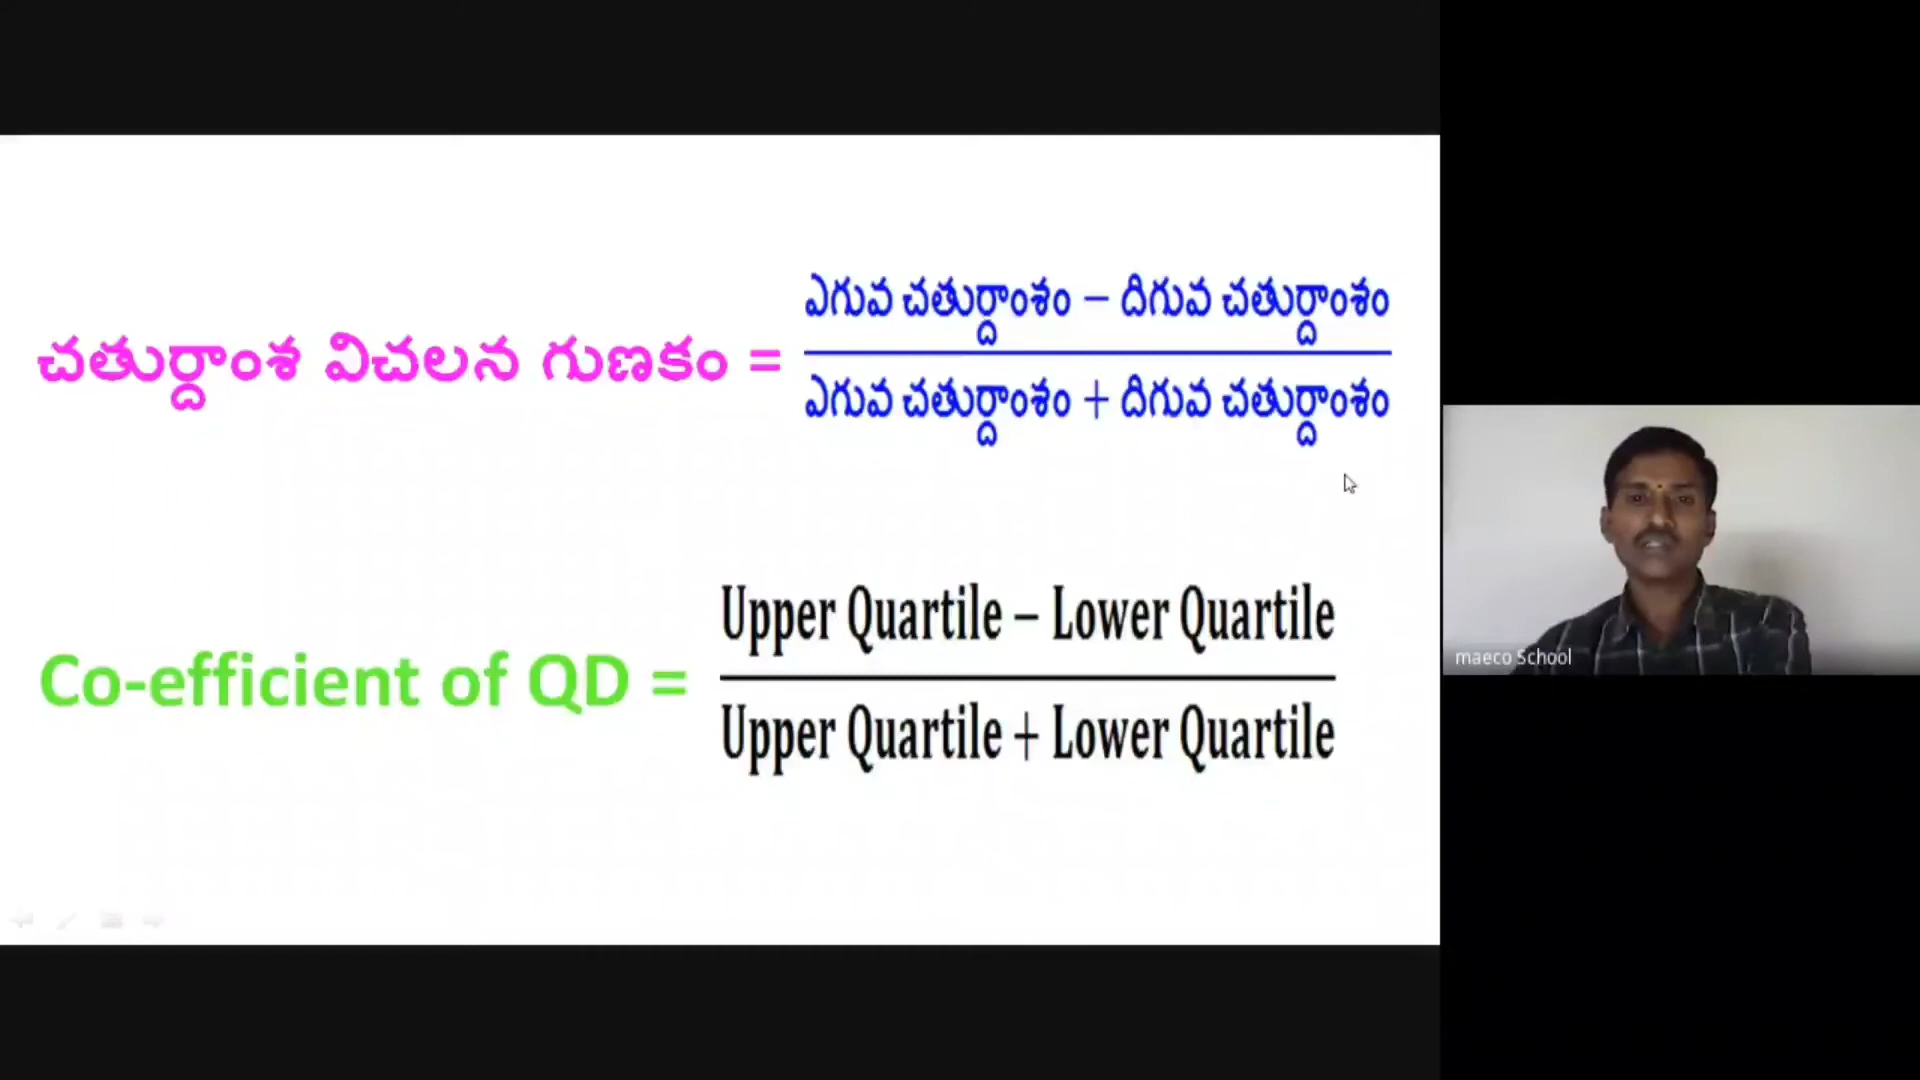 చతుర్దాంశ విచలన గుణకం = ఎగువ చతుర్దాంశం − దిగువ చతుర్దాంశం
ఎగువ చతుర్దాంశం + దిగువ చతుర్దాంశం
Co-efficient of QD = Upper Quartile − Lower Quartile
Upper Quartile + Lower Quartile
maeco School